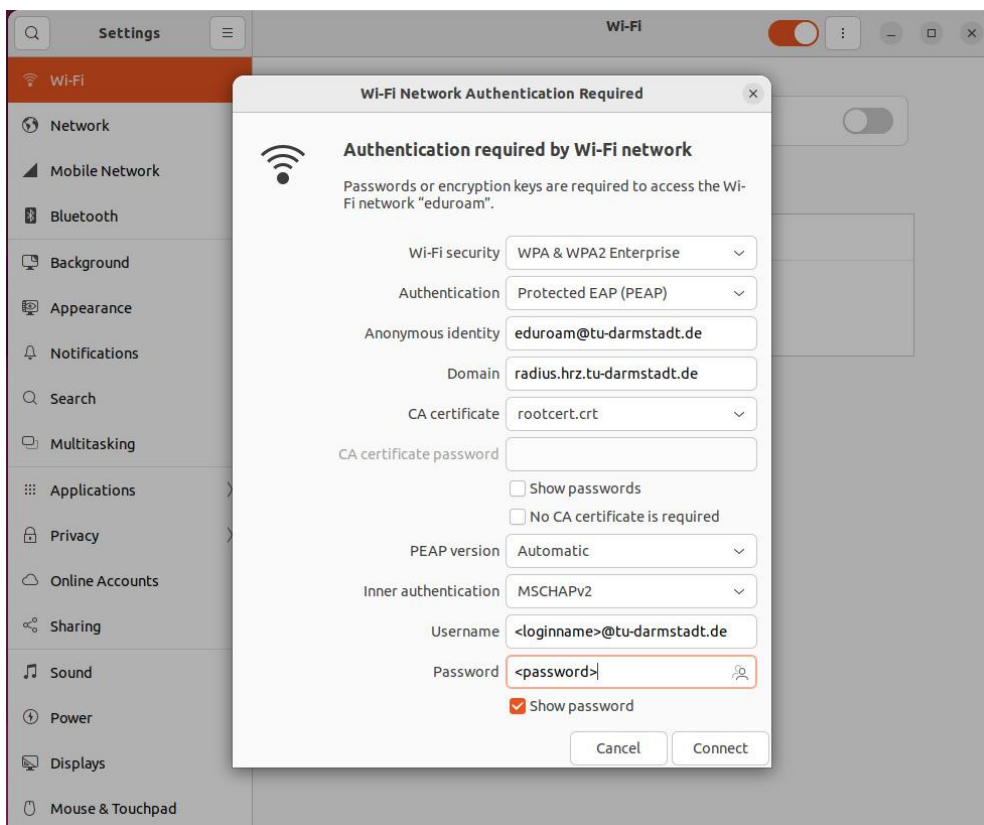 Settings
Wi-Fi
Wi-Fi
Network
Mobile Network
Bluetooth
Background
Appearance
Notifications
Search
Multitasking
Applications
Privacy
Online Accounts
Sharing
Sound
Power
Displays
Mouse & Touchpad
Wi-Fi Network Authentication Required
Authentication required by Wi-Fi network
Passwords or encryption keys are required to access the Wi-
Fi network “eduroam”.
Wi-Fi security WPA & WPA2 Enterprise
Authentication Protected EAP (PEAP)
Anonymous identity eduroam@tu-darmstadt.de
Domain radius.hrz.tu-darmstadt.de
CA certificate rootcert.crt
CA certificate password
Show passwords
No CA certificate is required
PEAP version Automatic
Inner authentication MSCHAPv2
Username <loginname>@tu-darmstadt.de
Password <password>
Show password
Cancel Connect